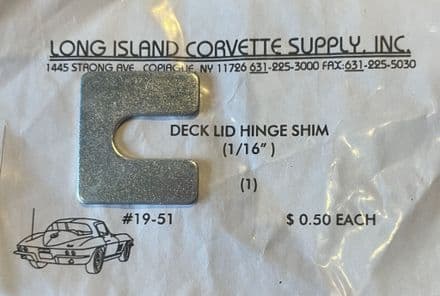 LONG ISLAND CORVETTE SUPPLY, INC.
1445 STRONG AVE. COPIAGUE, NY 11726 631-225-3000 FAX:631-225-5030
DECK LID HINGE SHIM
(1/16")
(1)
#19-51 $ 0.50 EACH